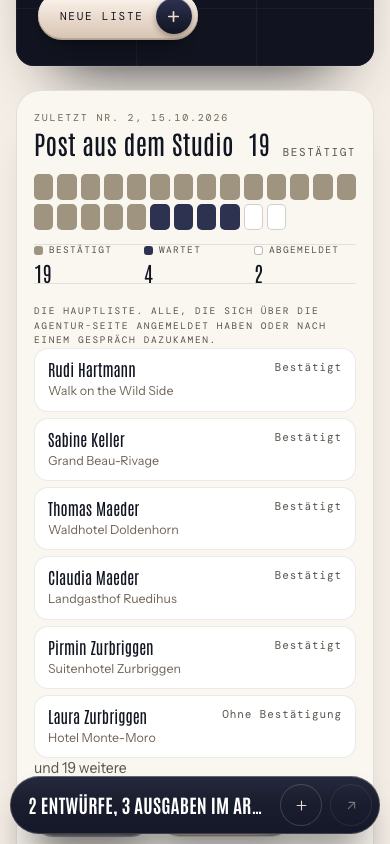 NEUE LISTE
ZULETZT NR. 2, 15.10.2026
Post aus dem Studio 19 BESTÄTIGT
BESTÄTIGT WARTET ABGEMELDET
19 4 2
DIE HAUPTLISTE. ALLE, DIE SICH ÜBER DIE
AGENTUR-SEITE ANGEMELDET HABEN ODER NACH
EINEM GESPRÄCH DAZUKAMEN.
Rudi Hartmann Bestätigt
Walk on the Wild Side
Sabine Keller Bestätigt
Grand Beau-Rivage
Thomas Maeder Bestätigt
Waldhotel Doldenhorn
Claudia Maeder Bestätigt
Landgasthof Ruedihus
Pirmin Zurbriggen Bestätigt
Suitenhotel Zurbriggen
Laura Zurbriggen Ohne Bestätigung
Hotel Monte-Moro
und 19 weitere
2 ENTWÜRFE, 3 AUSGABEN IM AR…